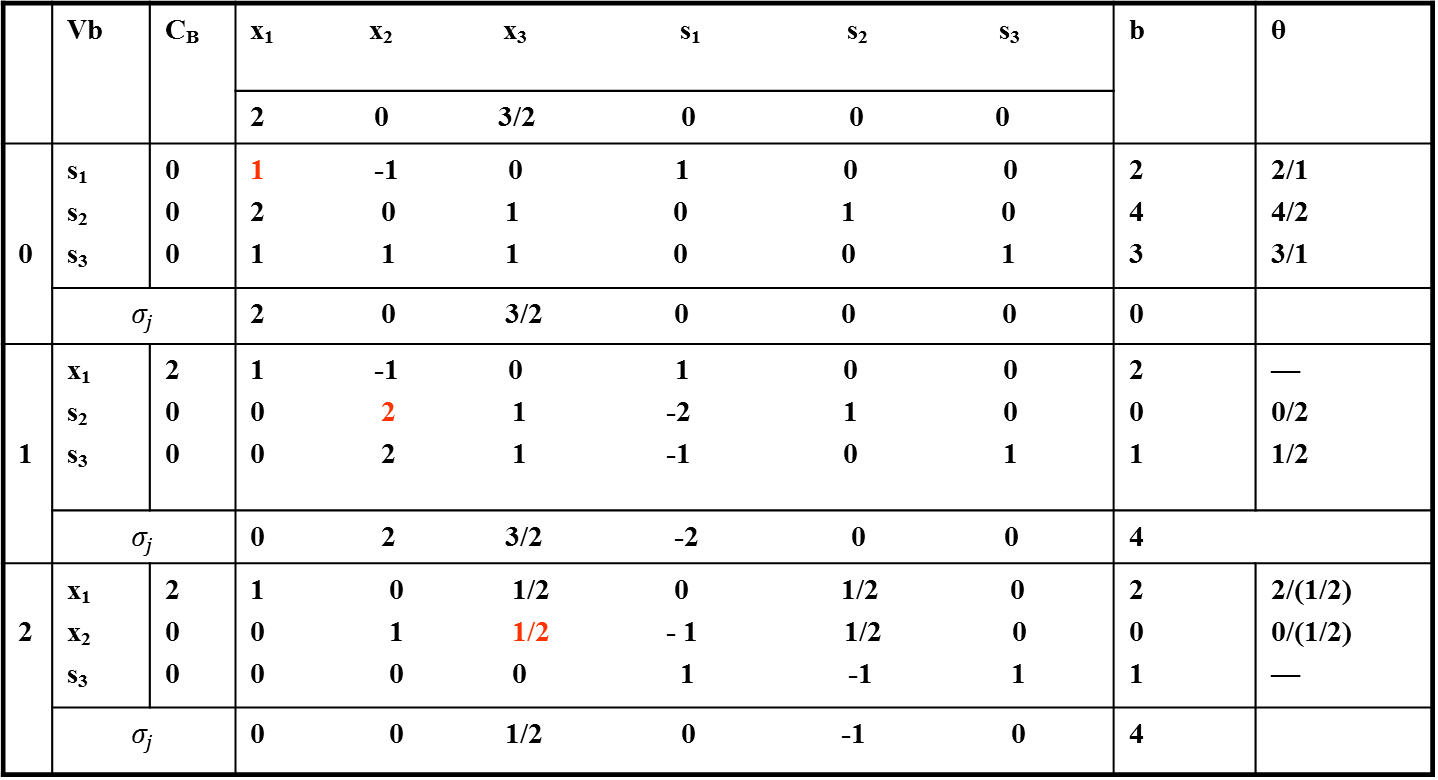 Vb C_B x₁ x₂ x₃ s₁ s₂ s₃ b θ
2 0 3/2 0 0 0
s₁ 0 1 -1 0 1 0 0 2 2/1
s₂ 0 2 0 1 0 1 0 4 4/2
0 s₃ 0 1 1 1 0 0 1 3 3/1
σⱼ 2 0 3/2 0 0 0 0
x₁ 2 1 -1 0 1 0 0 2 —
s₂ 0 0 2 1 -2 1 0 0 0/2
1 s₃ 0 0 2 1 -1 0 1 1 1/2
σⱼ 0 2 3/2 -2 0 0 4
x₁ 2 1 0 1/2 0 1/2 0 2 2/(1/2)
2 x₂ 0 0 1 1/2 - 1 1/2 0 0 0/(1/2)
s₃ 0 0 0 0 1 -1 1 1 —
σⱼ 0 0 1/2 0 -1 0 4